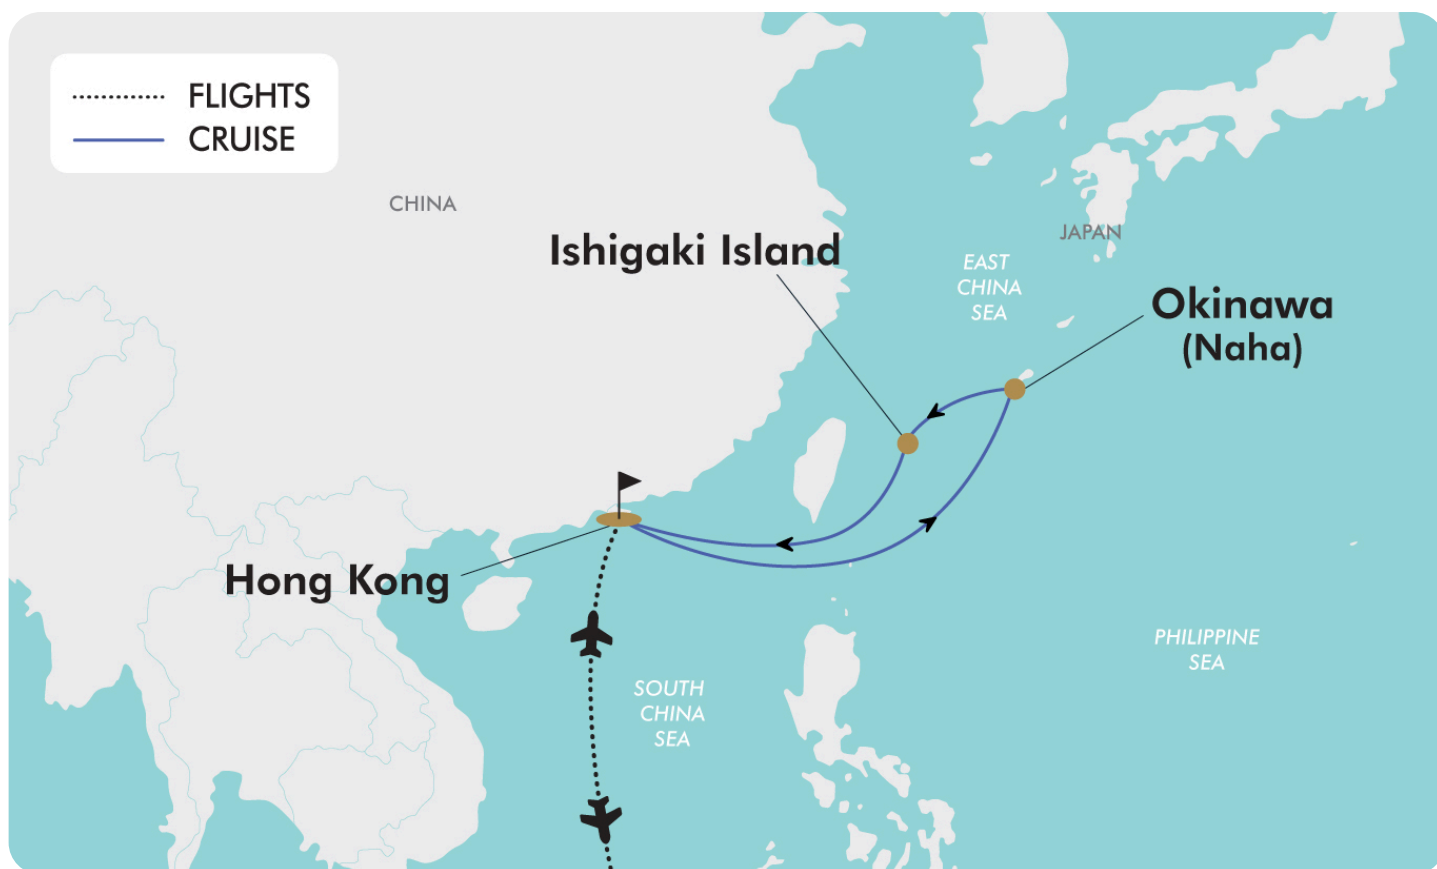 FLIGHTS
CRUISE
CHINA
Ishigaki Island
JAPAN
EAST
CHINA
SEA
Okinawa
(Naha)
Hong Kong
SOUTH
CHINA
SEA
PHILIPPINE
SEA